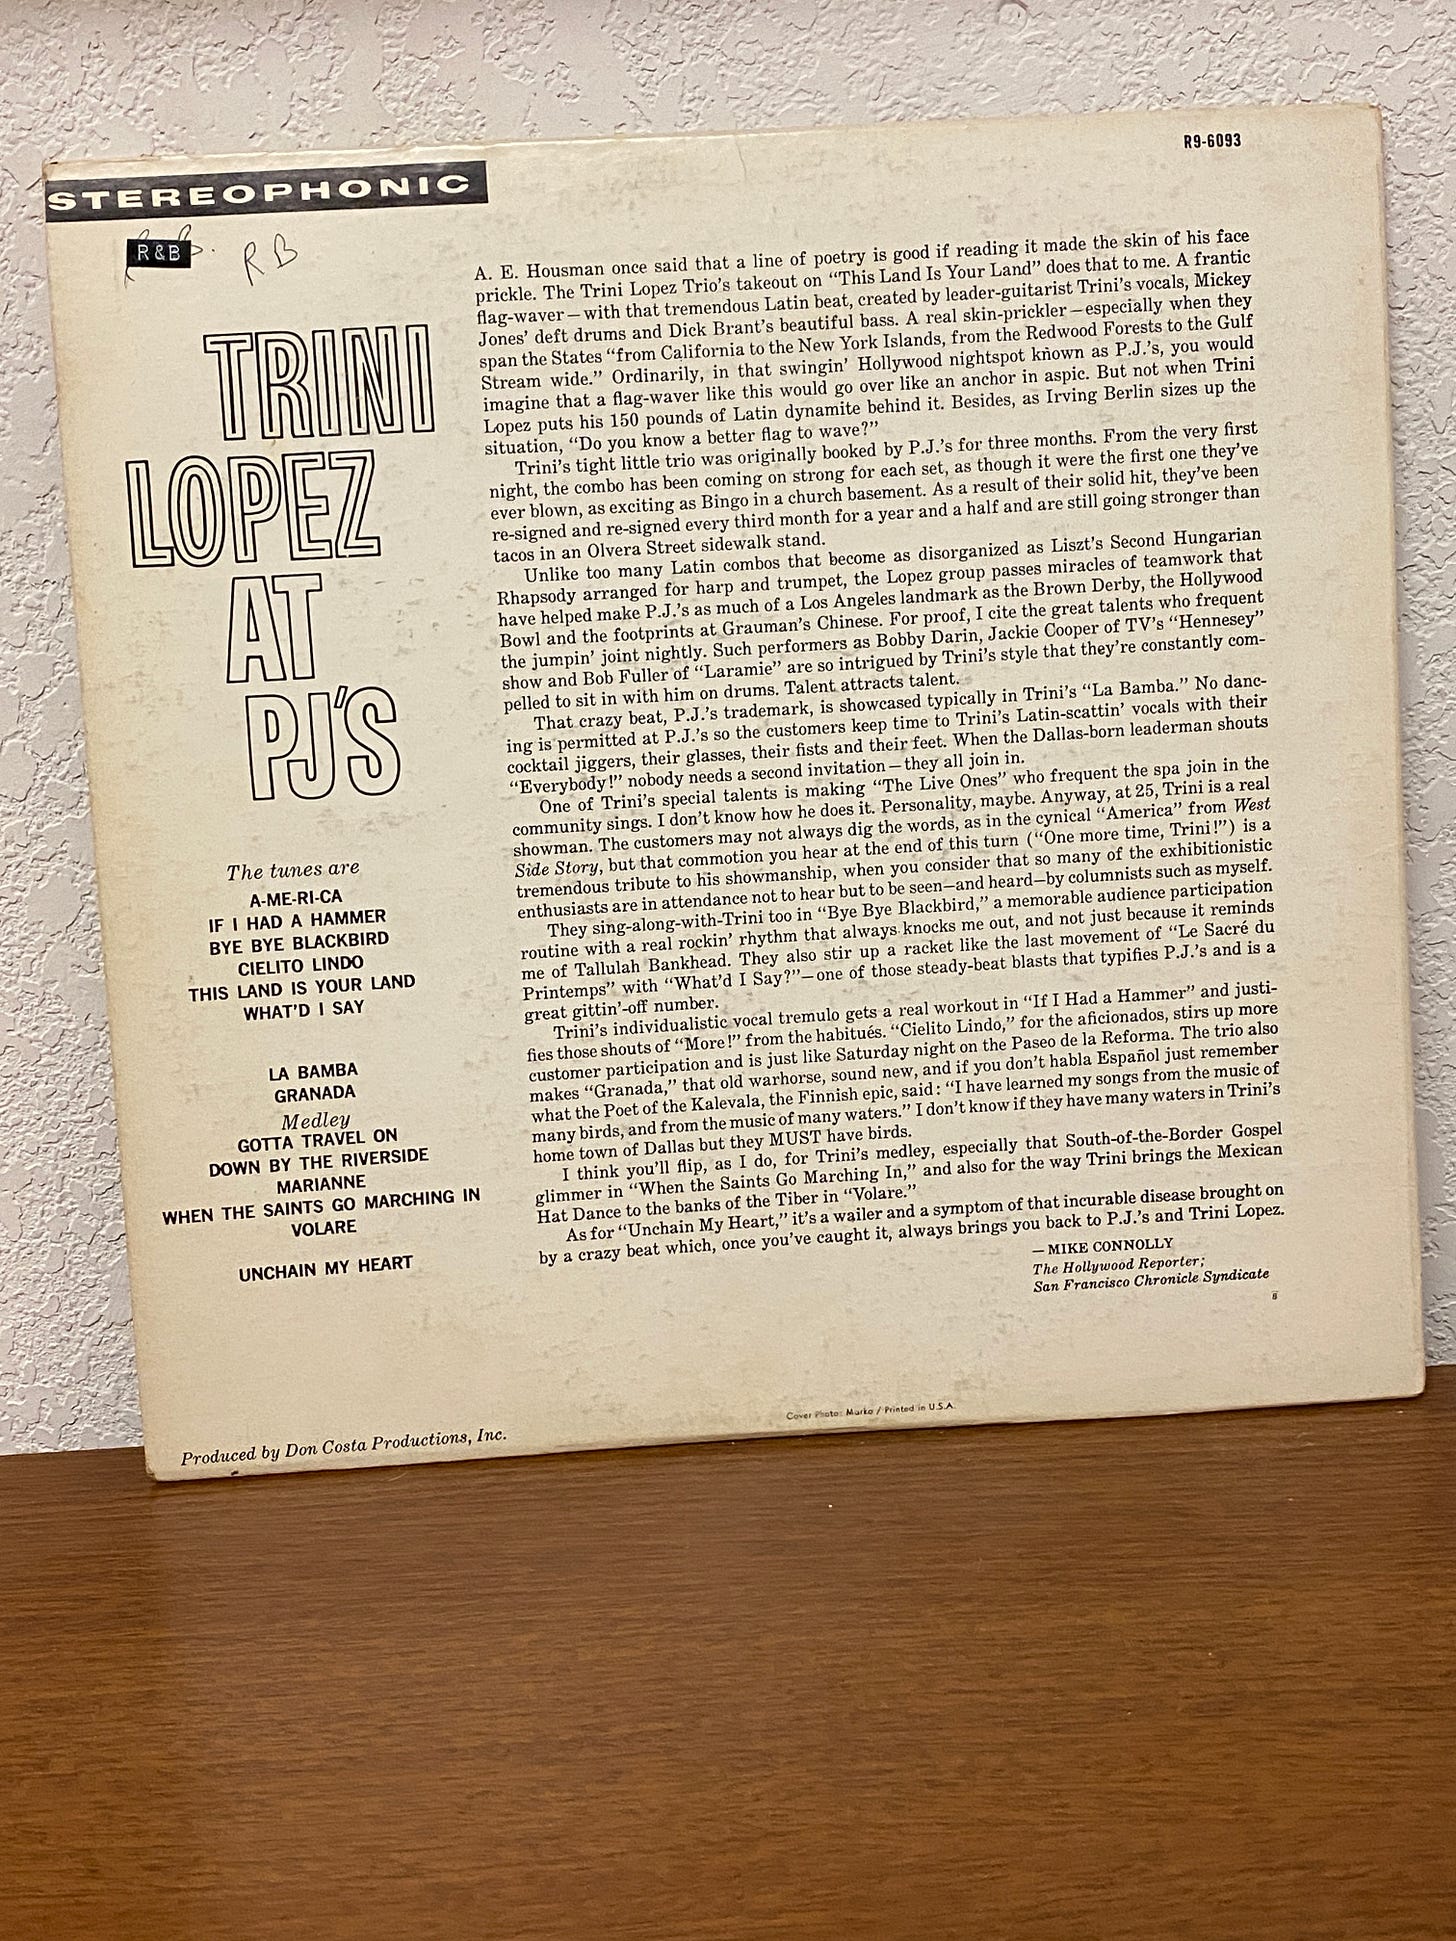 R9-6093
STEREOPHONIC
R&B
R B
TRINI
LOPEZ
AT
PJ'S
The tunes are
A-ME-RI-CA
IF I HAD A HAMMER
BYE BYE BLACKBIRD
CIELITO LINDO
THIS LAND IS YOUR LAND
WHAT'D I SAY
LA BAMBA
GRANADA
Medley
GOTTA TRAVEL ON
DOWN BY THE RIVERSIDE
MARIANNE
WHEN THE SAINTS GO MARCHING IN
VOLARE
UNCHAIN MY HEART
A. E. Housman once said that a line of poetry is good if reading it made the skin of his face
prickle. The Trini Lopez Trio's takeout on “This Land Is Your Land” does that to me. A frantic
flag-waver—with that tremendous Latin beat, created by leader-guitarist Trini's vocals, Mickey
Jones' deft drums and Dick Brant's beautiful bass. A real skin-prickler—especially when they
span the States “from California to the New York Islands, from the Redwood Forests to the Gulf
Stream wide.” Ordinarily, in that swingin' Hollywood nightspot known as P.J.'s, you would
imagine that a flag-waver like this would go over like an anchor in aspic. But not when Trini
Lopez puts his 150 pounds of Latin dynamite behind it. Besides, as Irving Berlin sizes up the
situation, “Do you know a better flag to wave?”
Trini's tight little trio was originally booked by P.J.'s for three months. From the very first
night, the combo has been coming on strong for each set, as though it were the first one they've
ever blown, as exciting as Bingo in a church basement. As a result of their solid hit, they've been
re-signed and re-signed every third month for a year and a half and are still going stronger than
tacos in an Olvera Street sidewalk stand.
Unlike too many Latin combos that become as disorganized as Liszt's Second Hungarian
Rhapsody arranged for harp and trumpet, the Lopez group passes miracles of teamwork that
have helped make P.J.'s as much of a Los Angeles landmark as the Brown Derby, the Hollywood
Bowl and the footprints at Grauman's Chinese. For proof, I cite the great talents who frequent
the jumpin' joint nightly. Such performers as Bobby Darin, Jackie Cooper of TV's “Hennesey”
show and Bob Fuller of “Laramie” are so intrigued by Trini's style that they're constantly com-
pelled to sit in with him on drums. Talent attracts talent.
That crazy beat, P.J.'s trademark, is showcased typically in Trini's “La Bamba.” No danc-
ing is permitted at P.J.'s so the customers keep time to Trini's Latin-scattin' vocals with their
cocktail jiggers, their glasses, their fists and their feet. When the Dallas-born leaderman shouts
“Everybody!” nobody needs a second invitation—they all join in.
One of Trini's special talents is making “The Live Ones” who frequent the spa join in the
community sings. I don't know how he does it. Personality, maybe. Anyway, at 25, Trini is a real
showman. The customers may not always dig the words, as in the cynical “America” from West
Side Story, but that commotion you hear at the end of this turn (“One more time, Trini!”) is a
tremendous tribute to his showmanship, when you consider that so many of the exhibitionistic
enthusiasts are in attendance not to hear but to be seen—and heard—by columnists such as myself.
They sing-along-with-Trini too in “Bye Bye Blackbird,” a memorable audience participation
routine with a real rockin' rhythm that always knocks me out, and not just because it reminds
me of Tallulah Bankhead. They also stir up a racket like the last movement of “Le Sacré du
Printemps” with “What'd I Say?”—one of those steady-beat blasts that typifies P.J.'s and is a
great gittin'-off number.
Trini's individualistic vocal tremulo gets a real workout in “If I Had a Hammer” and justi-
fies those shouts of “More!” from the habitués. “Cielito Lindo,” for the aficionados, stirs up more
customer participation and is just like Saturday night on the Paseo de la Reforma. The trio also
makes “Granada,” that old warhorse, sound new, and if you don't habla Español just remember
what the Poet of the Kalevala, the Finnish epic, said: “I have learned my songs from the music of
many birds, and from the music of many waters.” I don't know if they have many waters in Trini's
home town of Dallas but they MUST have birds.
I think you'll flip, as I do, for Trini's medley, especially that South-of-the-Border Gospel
glimmer in “When the Saints Go Marching In,” and also for the way Trini brings the Mexican
Hat Dance to the banks of the Tiber in “Volare.”
As for “Unchain My Heart,” it's a wailer and a symptom of that incurable disease brought on
by a crazy beat which, once you've caught it, always brings you back to P.J.'s and Trini Lopez.
—MIKE CONNOLLY
The Hollywood Reporter;
San Francisco Chronicle Syndicate
Cover Photo: Marko / Printed in U.S.A.
Produced by Don Costa Productions, Inc.